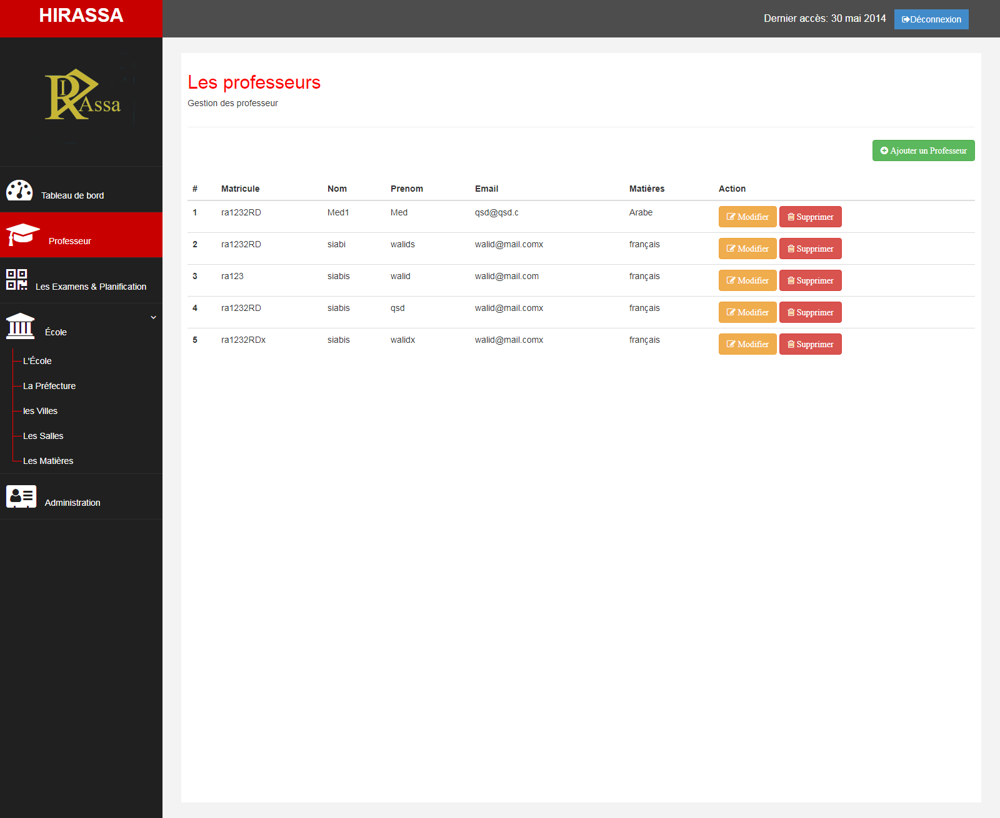 HIRASSA
Dernier accès: 30 mai 2014 Déconnexion
RD Assa
Tableau de bord
Professeur
Les Examens & Planification
École
L'École
La Préfecture
les Villes
Les Salles
Les Matières
Administration
Les professeurs
Gestion des professeur
Ajouter un Professeur
# Matricule Nom Prenom Email Matières Action
1 ra1232RD Med1 Med qsd@qsd.c Arabe Modifier Supprimer
2 ra1232RD siabi walids walid@mail.comx français Modifier Supprimer
3 ra123 siabis walid walid@mail.com français Modifier Supprimer
4 ra1232RD siabis qsd walid@mail.comx français Modifier Supprimer
5 ra1232RDx siabis walidx walid@mail.comx français Modifier Supprimer